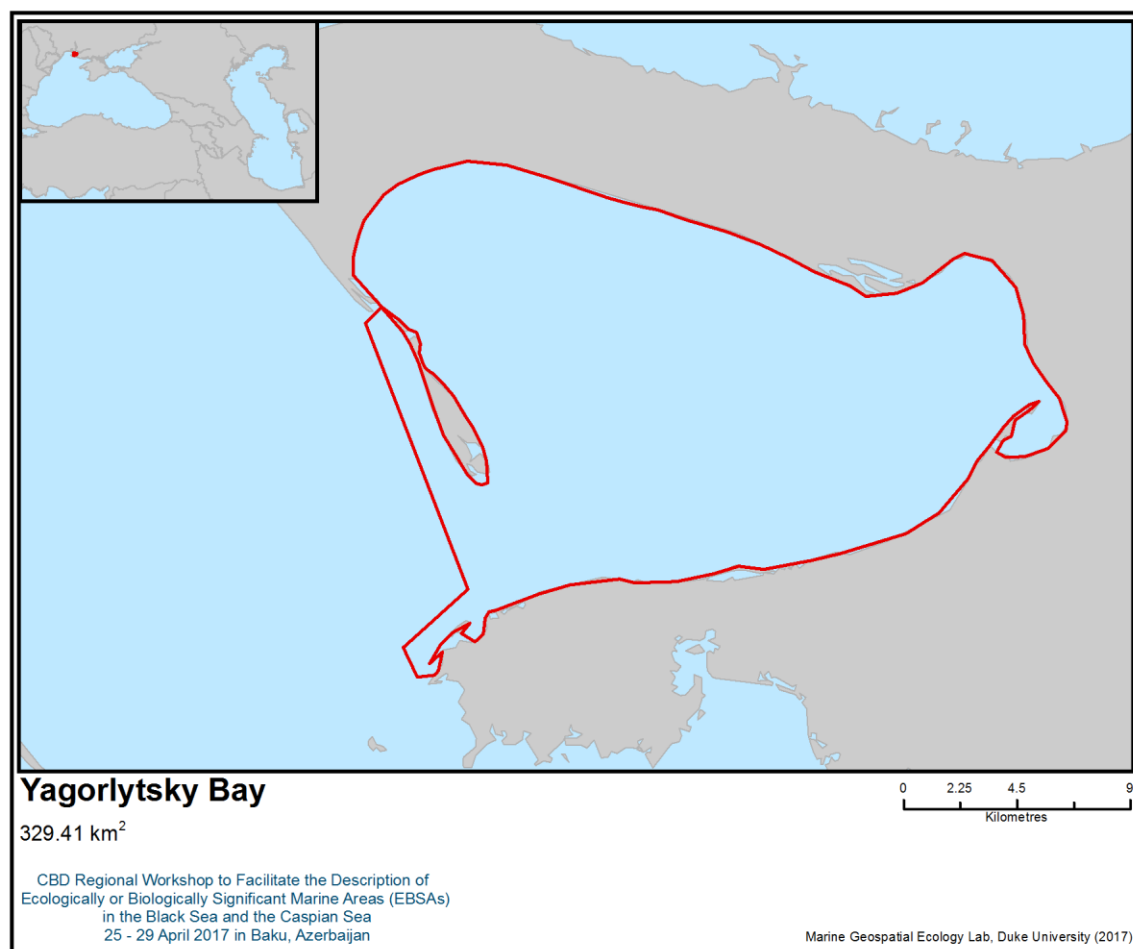 Yagorlytsky Bay
329.41 km²
0 2.25 4.5 9
Kilometres
CBD Regional Workshop to Facilitate the Description of
Ecologically or Biologically Significant Marine Areas (EBSAs)
in the Black Sea and the Caspian Sea
25 - 29 April 2017 in Baku, Azerbaijan
Marine Geospatial Ecology Lab, Duke University (2017)